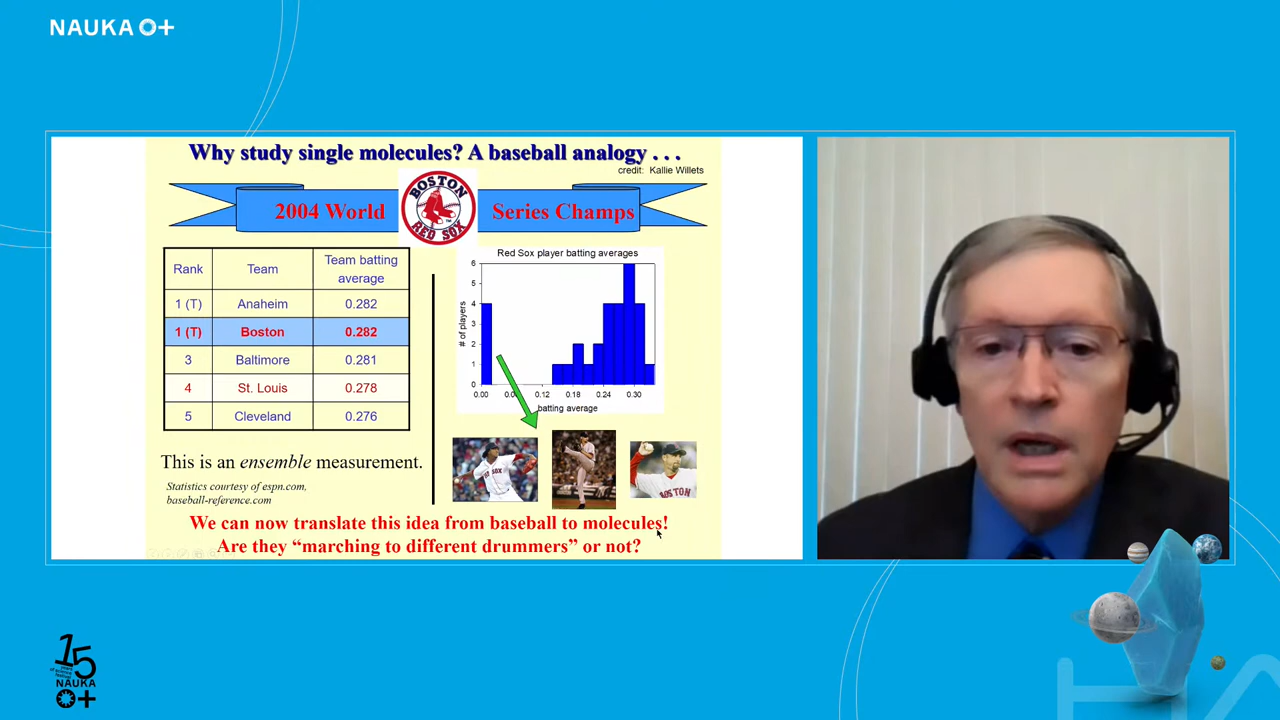 NAUKA 0+
Why study single molecules? A baseball analogy . . .
credit: Kallie Willets
2004 World
BOSTON
RED SOX
Series Champs
Rank Team Team batting average
1 (T) Anaheim 0.282
1 (T) Boston 0.282
3 Baltimore 0.281
4 St. Louis 0.278
5 Cleveland 0.276
This is an ensemble measurement.
Statistics courtesy of espn.com,
baseball-reference.com
Red Sox player batting averages
# of players
6
5
4
3
2
1
0
0.00 0.06 0.12 0.18 0.24 0.30
batting average
RED SOX
BOSTON
We can now translate this idea from baseball to molecules!
Are they “marching to different drummers” or not?
15
NAUKA
0+